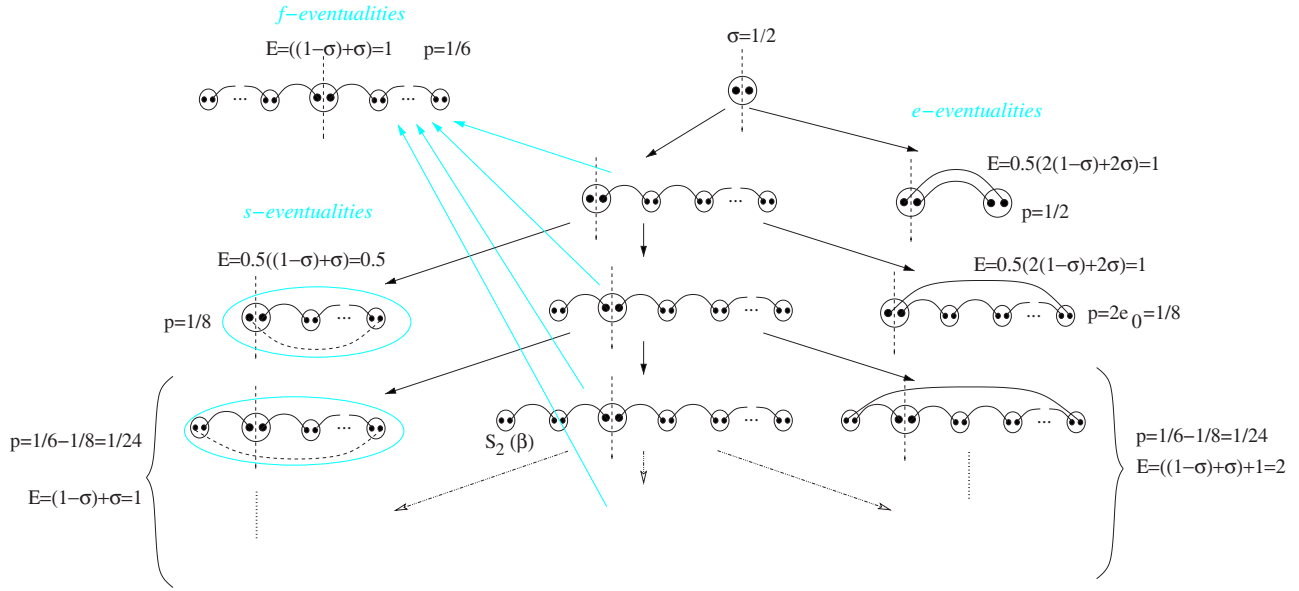 f−eventualities
E=((1−σ)+σ)=1 p=1/6
σ=1/2
... ...
e−eventualities
E=0.5(2(1−σ)+2σ)=1
p=1/2
...
s−eventualities
E=0.5((1−σ)+σ)=0.5
E=0.5(2(1−σ)+2σ)=1
p=1/8
...
...
...
p=2e₀=1/8
p=1/6−1/8=1/24
E=(1−σ)+σ=1
...
...
S₂(β)
...
p=1/6−1/8=1/24
E=((1−σ)+σ)+1=2